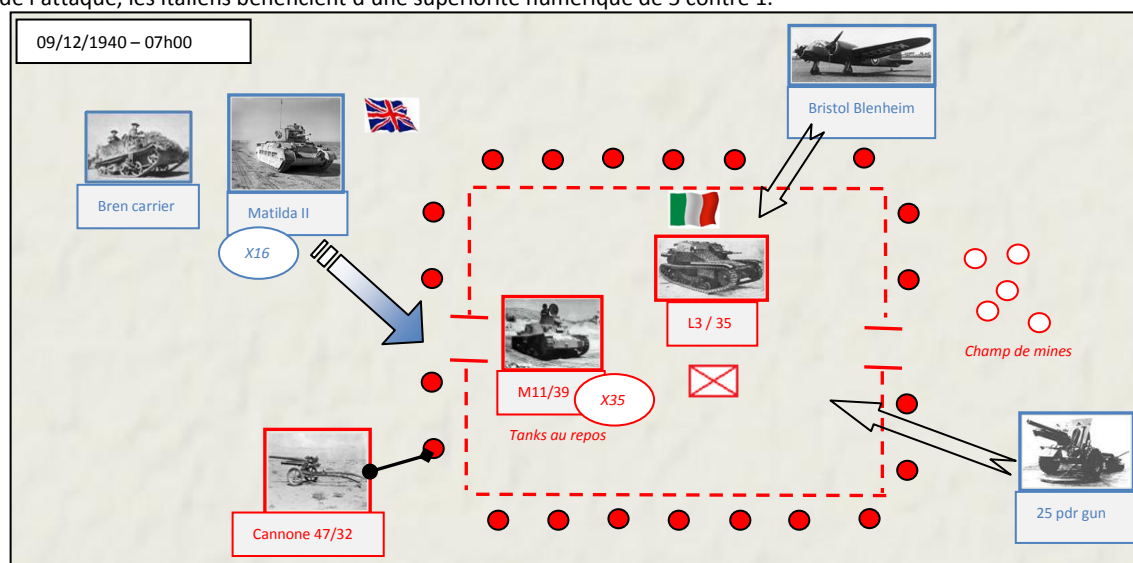 de l'attaque, les Italiens bénéficient d'une supériorité numérique de 3 contre 1.
09/12/1940 – 07h00
Bristol Blenheim
Bren carrier
Matilda II
X16
L3 / 35
Champ de mines
M11/39
X35
Tanks au repos
25 pdr gun
Cannone 47/32